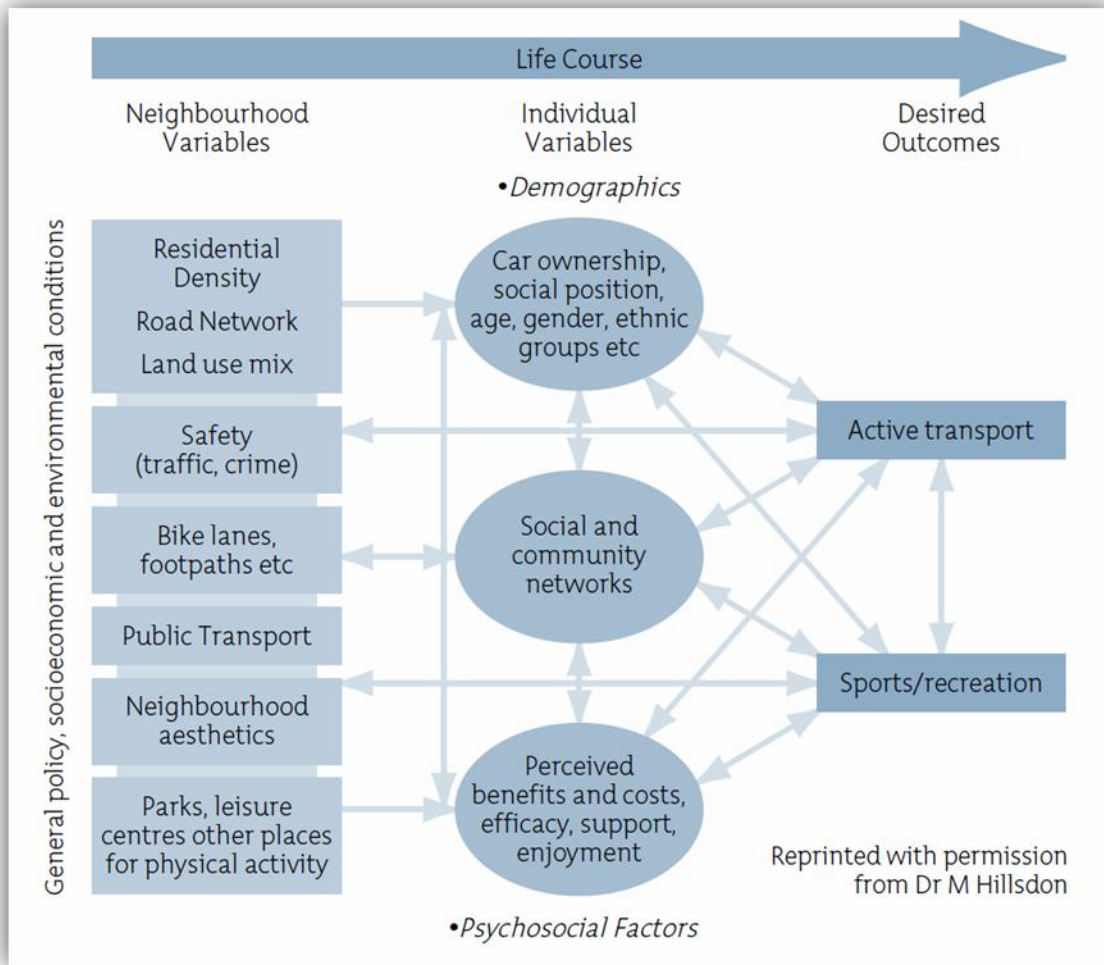 Life Course
Neighbourhood
Variables
Individual
Variables
Desired
Outcomes
•Demographics
General policy, socioeconomic and environmental conditions
Residential
Density
Road Network
Land use mix
Safety
(traffic, crime)
Bike lanes,
footpaths etc
Public Transport
Neighbourhood
aesthetics
Parks, leisure
centres other places
for physical activity
Car ownership,
social position,
age, gender, ethnic
groups etc
Social and
community
networks
Perceived
benefits and costs,
efficacy, support,
enjoyment
Active transport
Sports/recreation
Reprinted with permission
from Dr M Hillsdon
•Psychosocial Factors